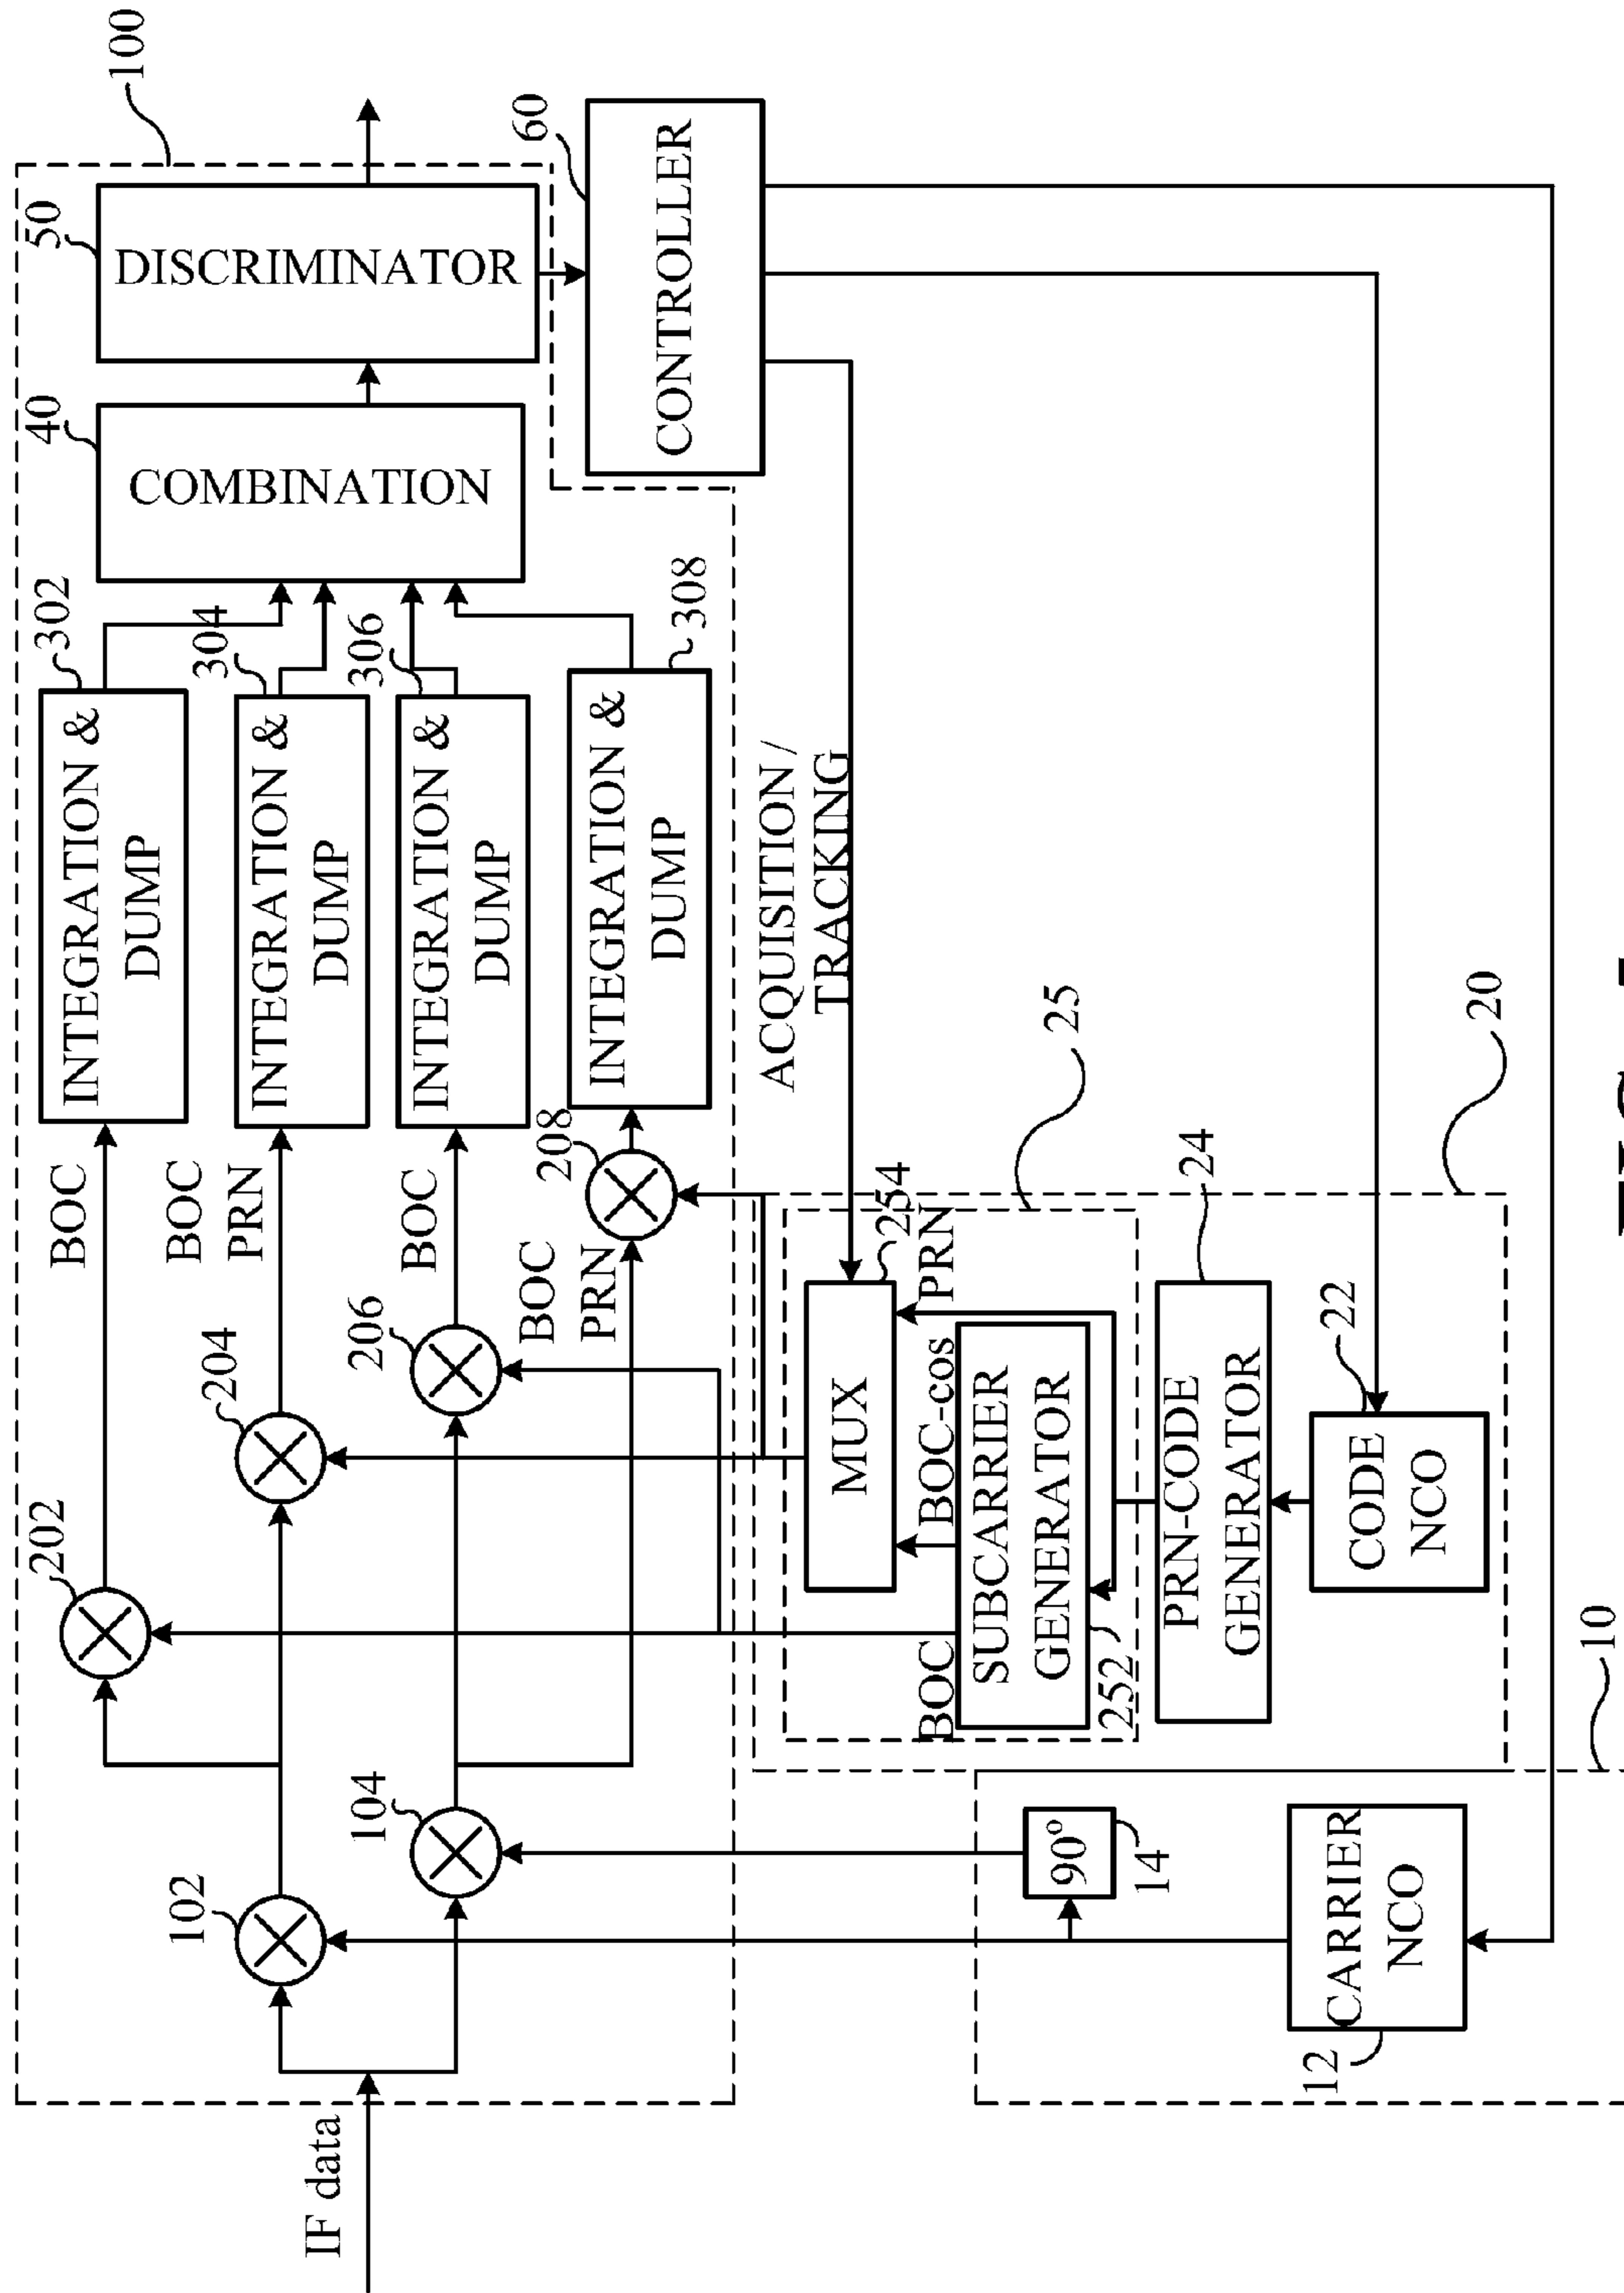 100
50
DISCRIMINATOR
40
COMBINATION
60
CONTROLLER
302
INTEGRATION &
DUMP
304
INTEGRATION &
DUMP
306
INTEGRATION &
DUMP
308
INTEGRATION &
DUMP
BOC
BOC
PRN
BOC
BOC
PRN
202
204
206
208
102
104
IF data
ACQUISITION /
TRACKING
25
254
MUX
PRN
BOC-cos
BOC
SUBCARRIER
GENERATOR
252
24
PRN-CODE
GENERATOR
22
CODE
NCO
20
10
90°
14
CARRIER
NCO
12